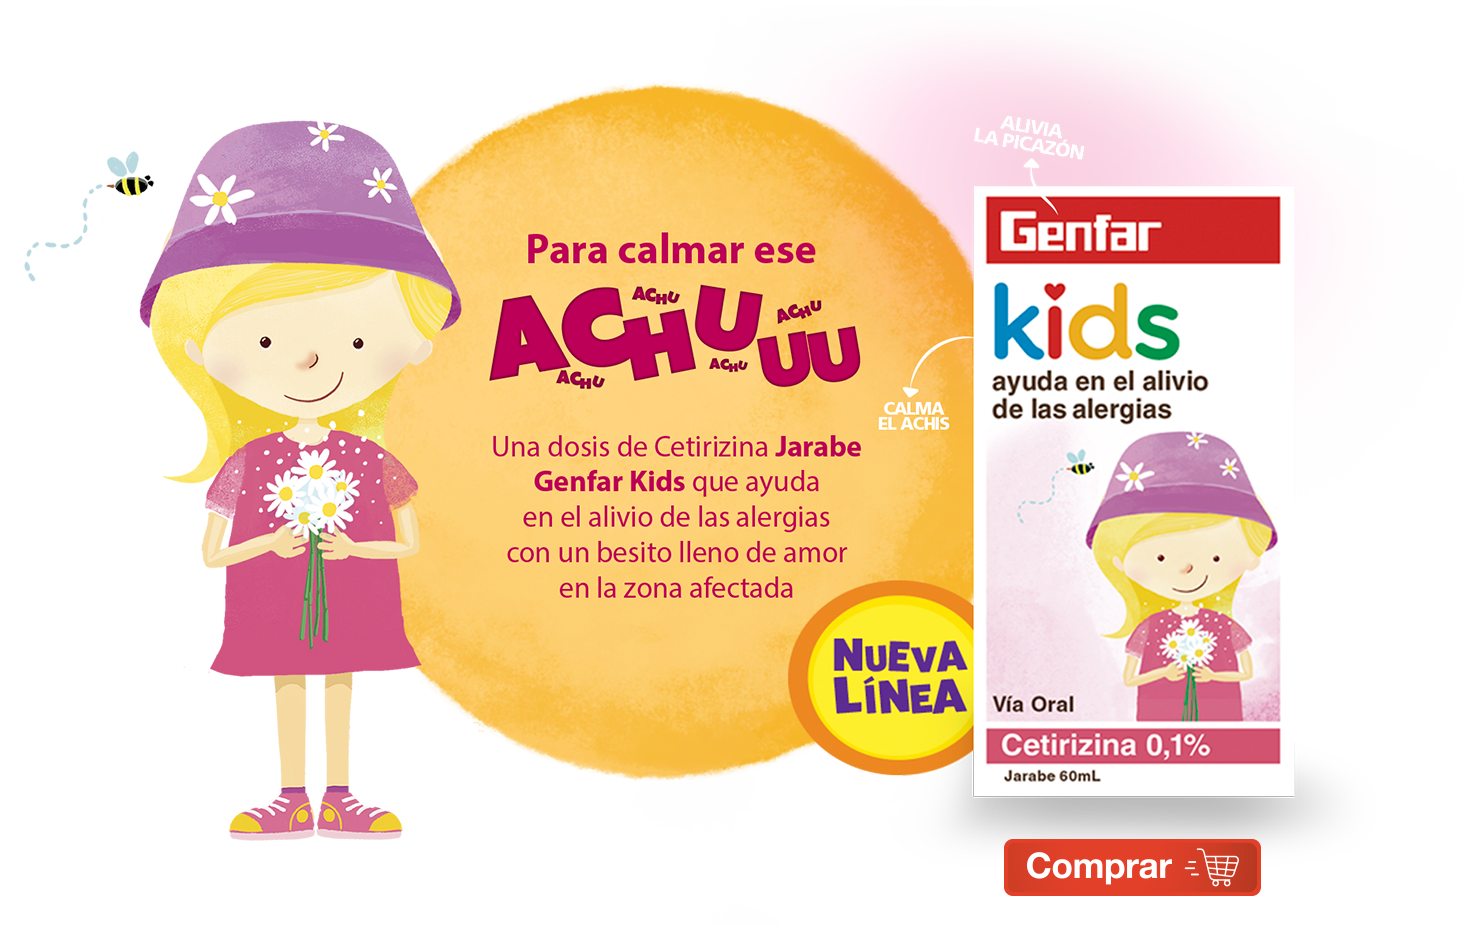 Para calmar ese
ACHUUU
ACHU
ACHU
ACHU
ACHU
Una dosis de Cetirizina Jarabe
Genfar Kids que ayuda
en el alivio de las alergias
con un besito lleno de amor
en la zona afectada
NUEVA
LÍNEA
ALIVIA
LA PICAZÓN
CALMA
EL ACHIS
Genfar
kids
ayuda en el alivio
de las alergias
Vía Oral
Cetirizina 0,1%
Jarabe 60mL
Comprar